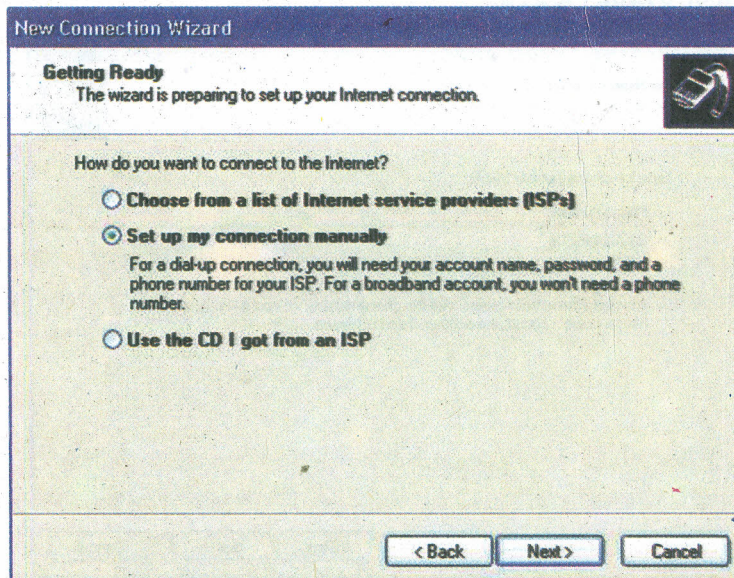 New Connection Wizard
Getting Ready
The wizard is preparing to set up your Internet connection.
How do you want to connect to the Internet?
Choose from a list of Internet service providers (ISPs)
Set up my connection manually
For a dial-up connection, you will need your account name, password, and a
phone number for your ISP. For a broadband account, you won't need a phone
number.
Use the CD I got from an ISP
< Back
Next >
Cancel